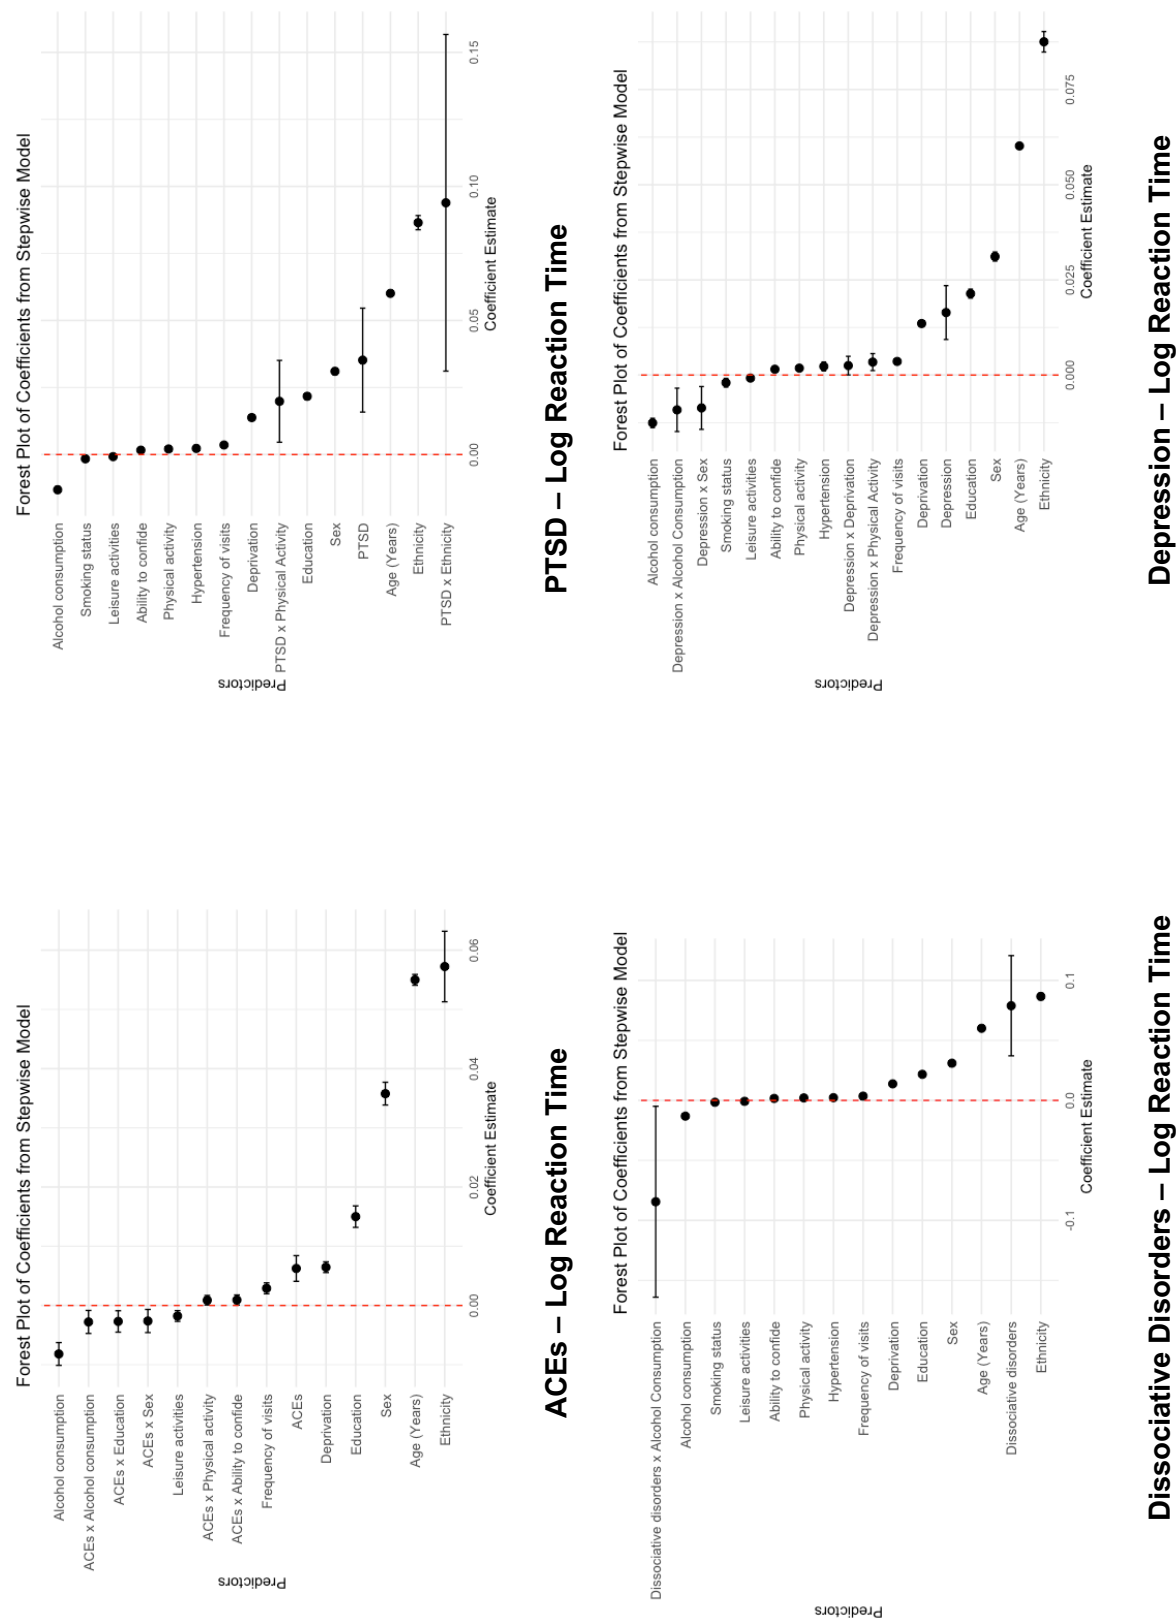 Forest Plot of Coefficients from Stepwise Model
Predictors
Alcohol consumption
ACEs x Alcohol consumption
ACEs x Education
ACEs x Sex
Leisure activities
ACEs x Physical activity
ACEs x Ability to confide
Frequency of visits
ACEs
Deprivation
Education
Sex
Age (Years)
Ethnicity
0.00
0.02
0.04
0.06
Coefficient Estimate
ACEs – Log Reaction Time
Forest Plot of Coefficients from Stepwise Model
Predictors
Alcohol consumption
Smoking status
Leisure activities
Ability to confide
Physical activity
Hypertension
Frequency of visits
Deprivation
PTSD x Physical Activity
Education
Sex
PTSD
Age (Years)
Ethnicity
PTSD x Ethnicity
0.00
0.05
0.10
0.15
Coefficient Estimate
PTSD – Log Reaction Time
Forest Plot of Coefficients from Stepwise Model
Predictors
Dissociative disorders x Alcohol Consumption
Alcohol consumption
Smoking status
Leisure activities
Ability to confide
Physical activity
Hypertension
Frequency of visits
Deprivation
Education
Sex
Age (Years)
Dissociative disorders
Ethnicity
-0.1
0.0
0.1
Coefficient Estimate
Dissociative Disorders – Log Reaction Time
Forest Plot of Coefficients from Stepwise Model
Predictors
Alcohol consumption
Depression x Alcohol Consumption
Depression x Sex
Smoking status
Leisure activities
Ability to confide
Physical activity
Hypertension
Depression x Deprivation
Depression x Physical Activity
Frequency of visits
Deprivation
Depression
Education
Sex
Age (Years)
Ethnicity
0.000
0.025
0.050
0.075
Coefficient Estimate
Depression – Log Reaction Time